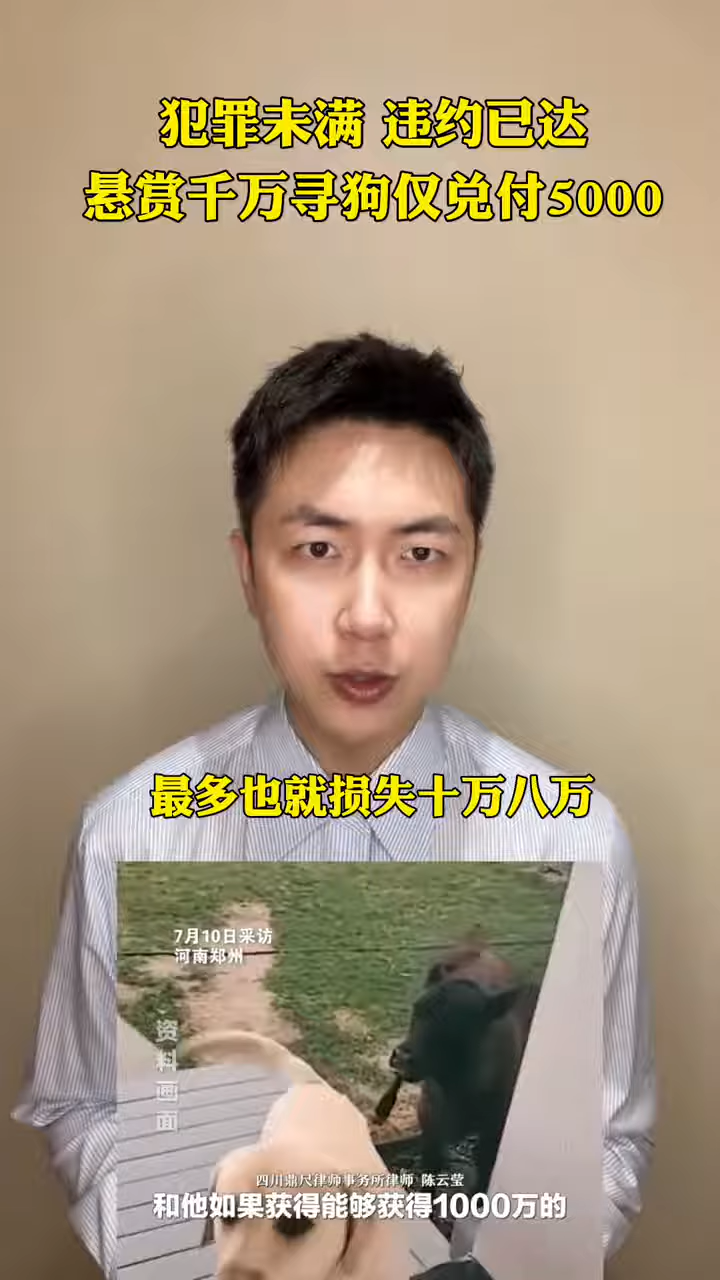 犯罪未满 违约已达
悬赏千万寻狗仅兑付5000
最多也就损失十万八万
7月10日采访
河南郑州
资料画面
四川鼎尺律师事务所律师 陈云莹
和他如果获得能够获得1000万的